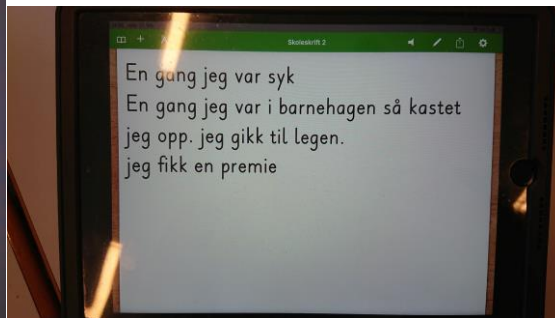 Skoleskrift 2
En gang jeg var syk
En gang jeg var i barnehagen så kastet
jeg opp. jeg gikk til legen.
jeg fikk en premie